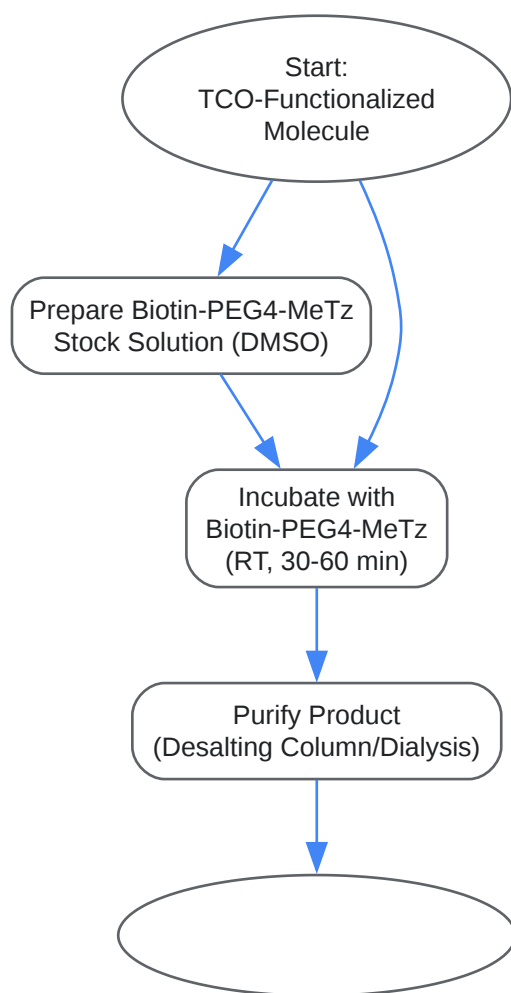 Start:
TCO-Functionalized
Molecule
Prepare Biotin-PEG4-MeTz
Stock Solution (DMSO)
Incubate with
Biotin-PEG4-MeTz
(RT, 30-60 min)
Purify Product
(Desalting Column/Dialysis)